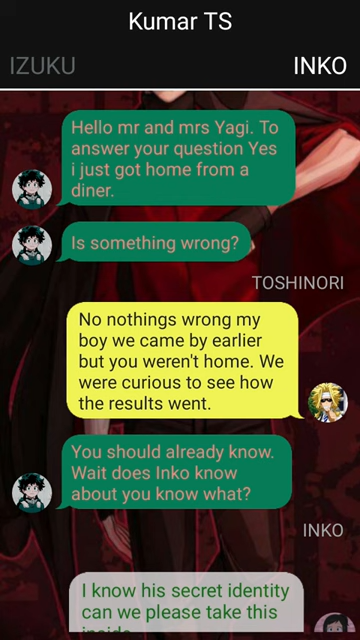 Kumar TS
IZUKU
INKO
Hello mr and mrs Yagi. To
answer your question Yes
i just got home from a
diner.
Is something wrong?
TOSHINORI
No nothings wrong my
boy we came by earlier
but you weren't home. We
were curious to see how
the results went.
You should already know.
Wait does Inko know
about you know what?
INKO
I know his secret identity
can we please take this
inside